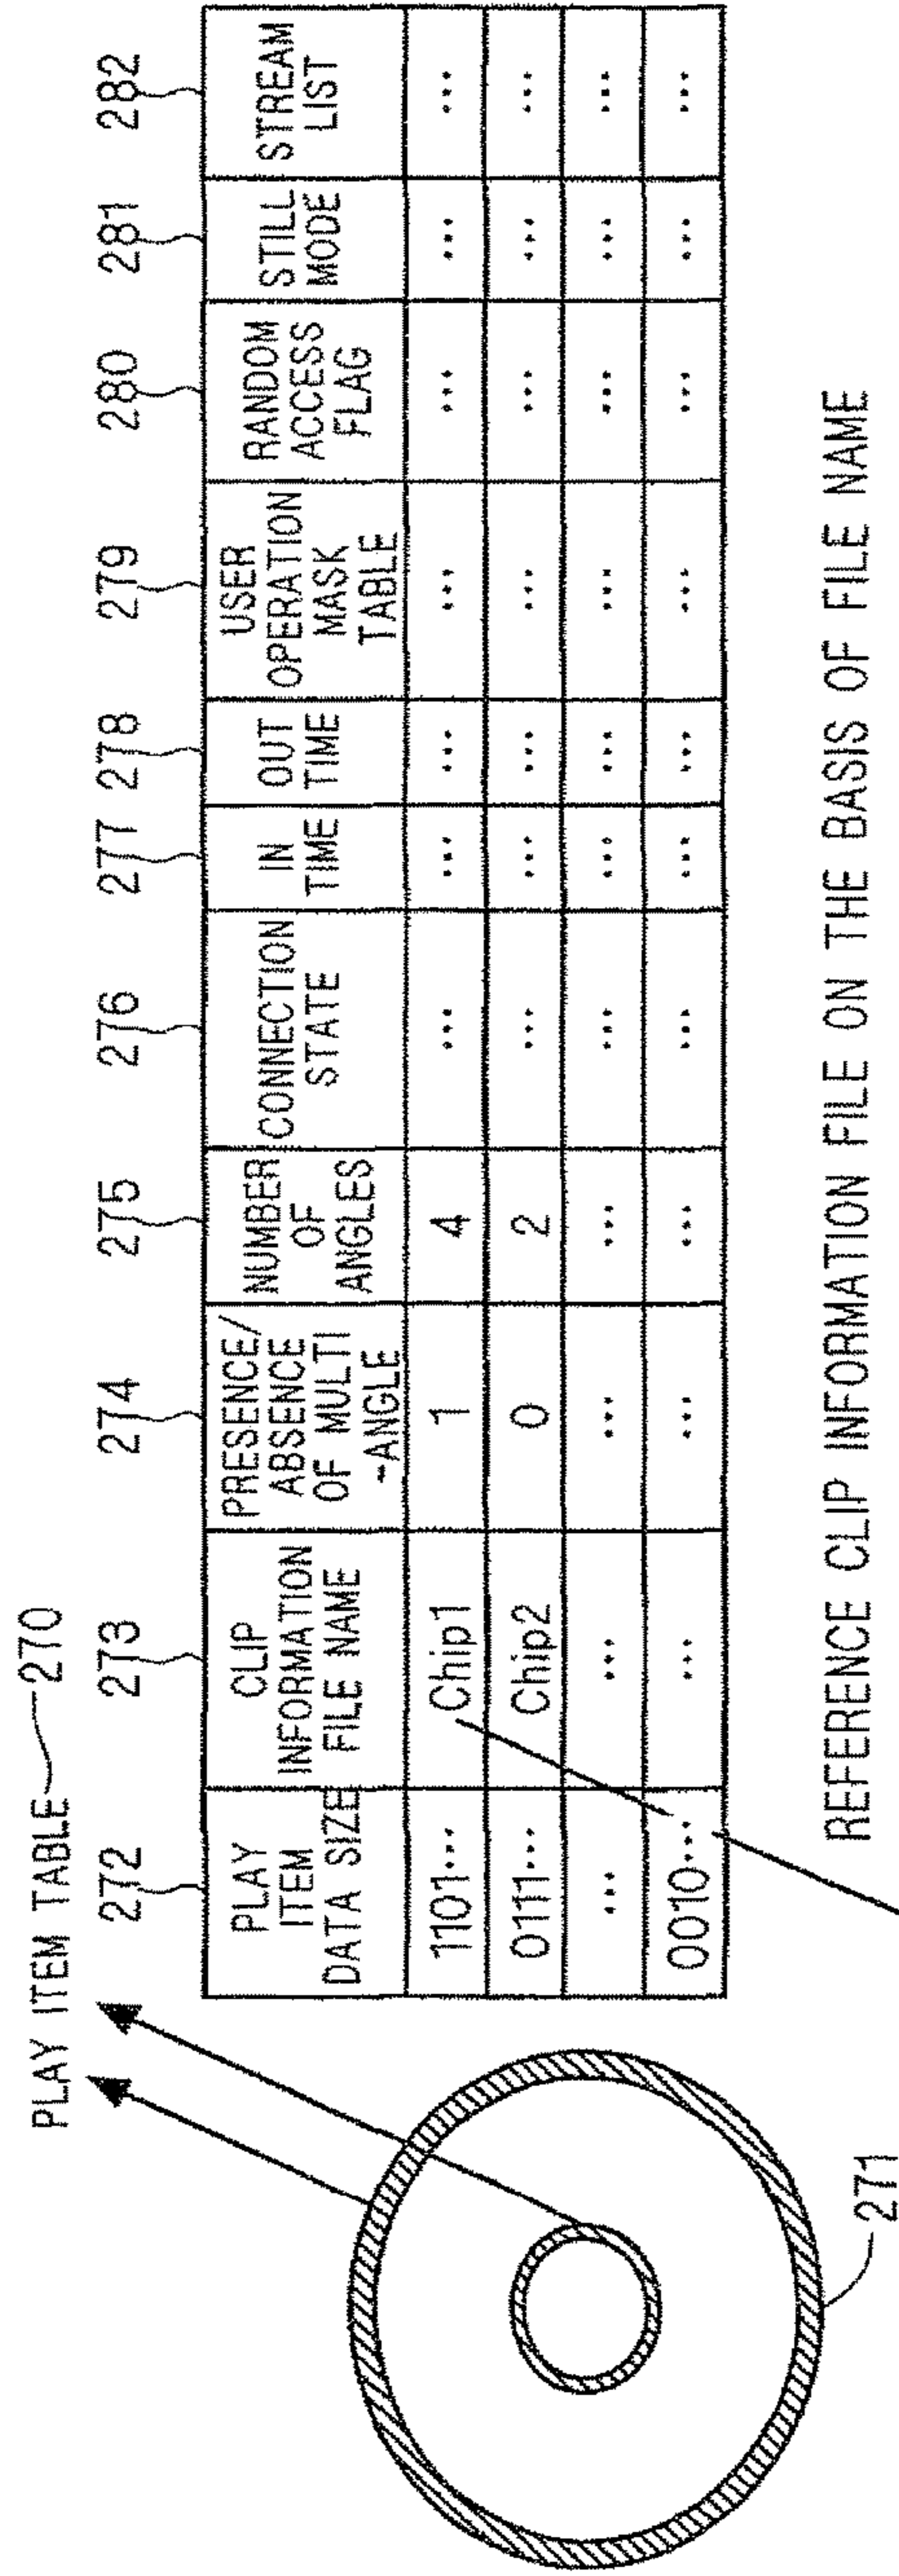 PLAY ITEM TABLE 270
272 273 274 275 276 277 278 279 280 281 282
PLAY ITEM DATA SIZE
CLIP INFORMATION FILE NAME
PRESENCE/ ABSENCE OF MULTI -ANGLE
NUMBER OF ANGLES
CONNECTION STATE
IN TIME
OUT TIME
USER OPERATION MASK TABLE
RANDOM ACCESS FLAG
STILL MODE
STREAM LIST
1101... Chip1 1 4 ... ... ... ... ... ... ...
0111... Chip2 0 2 ... ... ... ... ... ... ...
... ... ... ... ... ... ... ... ... ... ...
0010... ... ... ... ... ... ... ... ... ... ...
271
REFERENCE CLIP INFORMATION FILE ON THE BASIS OF FILE NAME